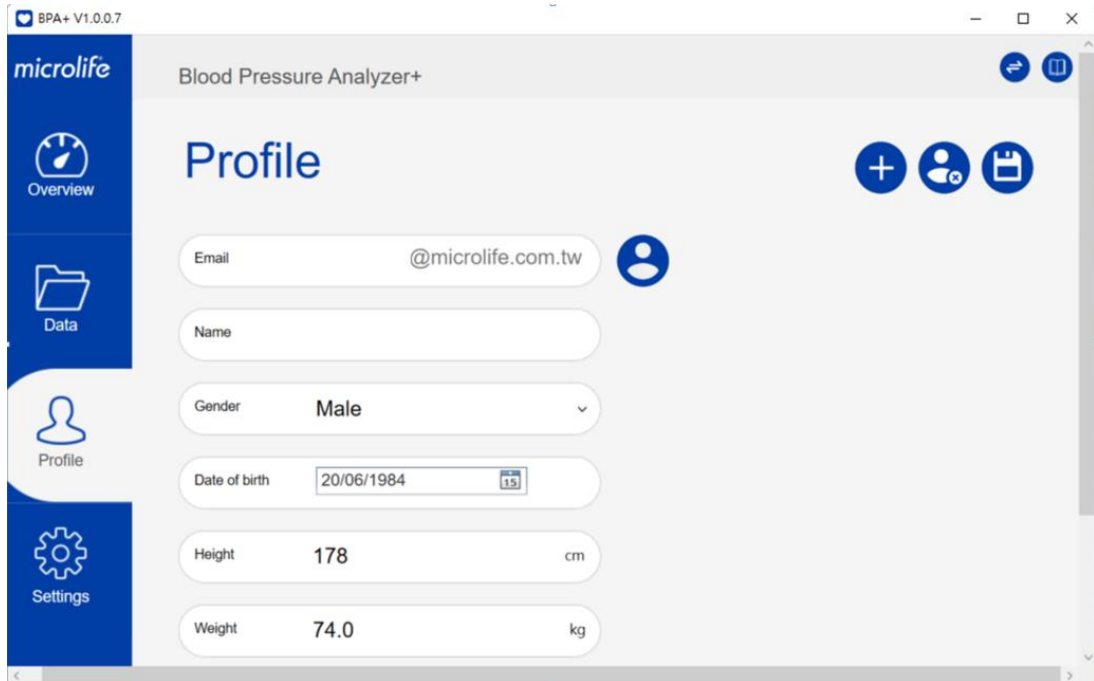 BPA+ V1.0.0.7
microlife
Blood Pressure Analyzer+
Overview
Data
Profile
Settings
Profile
Email @microlife.com.tw
Name
Gender Male
Date of birth 20/06/1984 15
Height 178 cm
Weight 74.0 kg